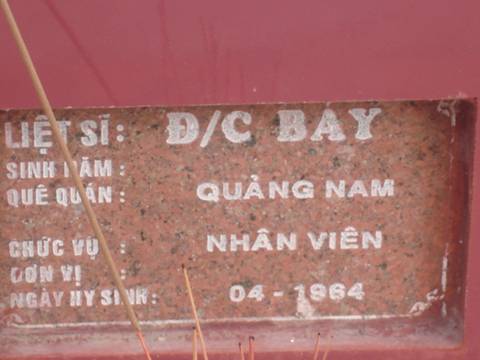 LIỆT SĨ: Đ/C BAY
SINH NĂM:
QUÊ QUÁN: QUẢNG NAM
CHỨC VỤ : NHÂN VIÊN
ĐƠN VỊ :
NGÀY HY SINH: 04 - 1964